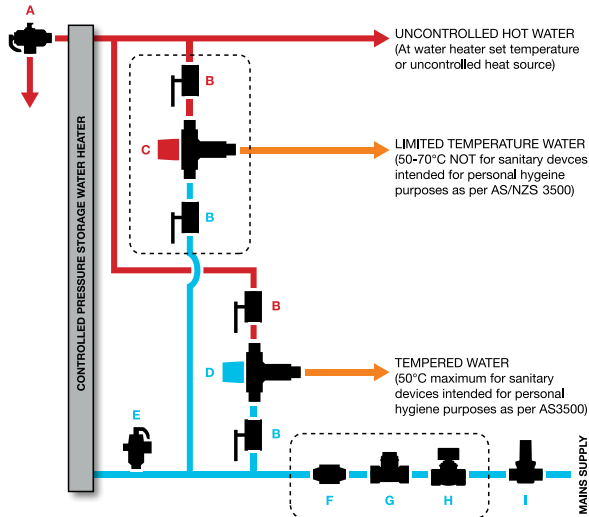 A
UNCONTROLLED HOT WATER
(At water heater set temperature
or uncontrolled heat source)
B
C
LIMITED TEMPERATURE WATER
(50-70°C NOT for sanitary devces
intended for personal hygeine
purposes as per AS/NZS 3500)
B
CONTROLLED PRESSURE STORAGE WATER HEATER
B
D
TEMPERED WATER
(50°C maximum for sanitary
devices intended for personal
hygiene purposes as per AS3500)
E
B
F
G
H
I
MAINS SUPPLY